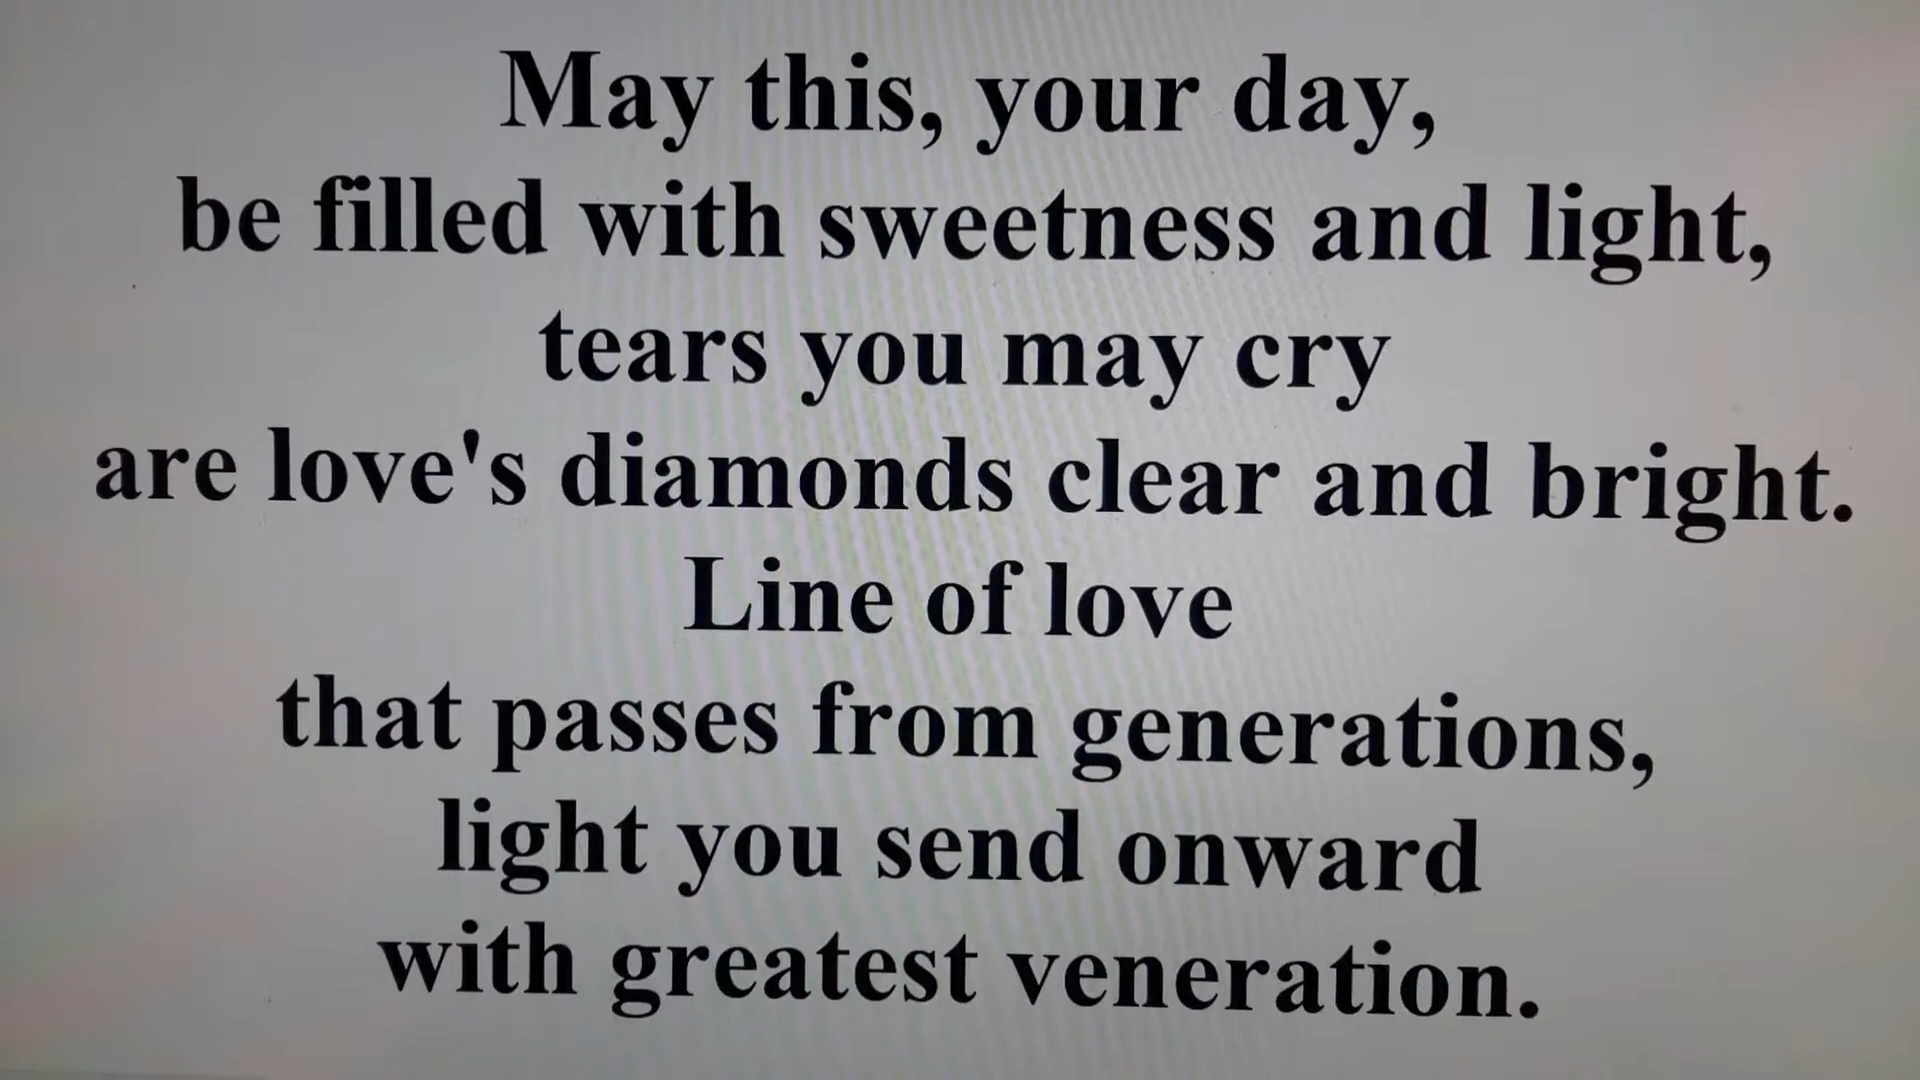 May this, your day,
be filled with sweetness and light,
tears you may cry
are love's diamonds clear and bright.
Line of love
that passes from generations,
light you send onward
with greatest veneration.